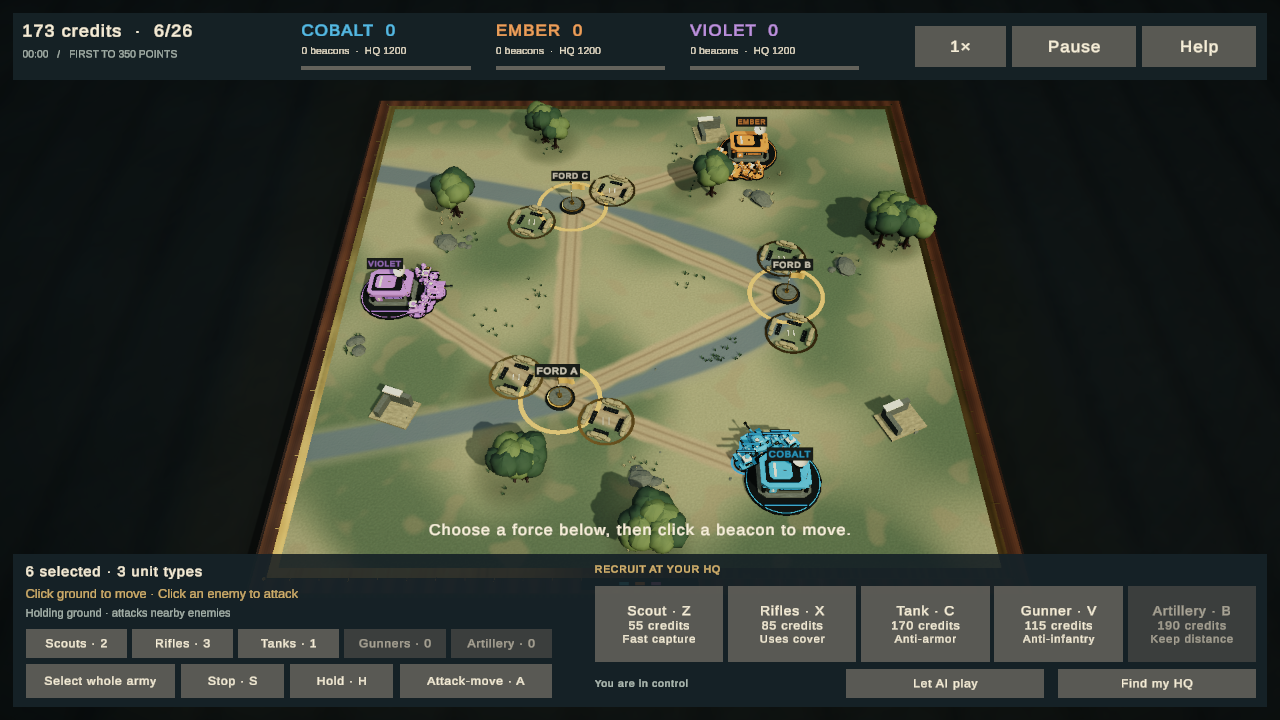 173 credits · 6/26
00:00 / FIRST TO 350 POINTS
COBALT 0
0 beacons · HQ 1200
EMBER 0
0 beacons · HQ 1200
VIOLET 0
0 beacons · HQ 1200
1×
Pause
Help
EMBER
FORD C
VIOLET
FORD B
FORD A
COBALT
Choose a force below, then click a beacon to move.
6 selected · 3 unit types
Click ground to move · Click an enemy to attack
Holding ground · attacks nearby enemies
Scouts · 2
Rifles · 3
Tanks · 1
Gunners · 0
Artillery · 0
Select whole army
Stop · S
Hold · H
Attack-move · A
RECRUIT AT YOUR HQ
Scout · Z
55 credits
Fast capture
Rifles · X
85 credits
Uses cover
Tank · C
170 credits
Anti-armor
Gunner · V
115 credits
Anti-infantry
Artillery · B
190 credits
Keep distance
You are in control
Let AI play
Find my HQ